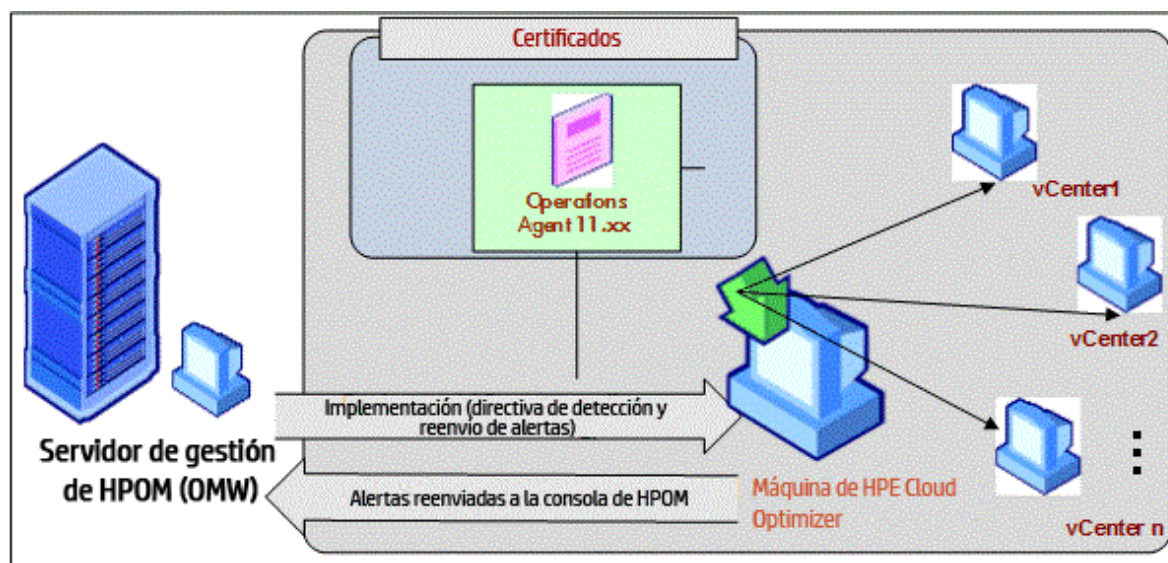 Certificados
Operafons
Agent 11.xx
vCenter1
vCenter2
Implementación (directiva de detección y
reenvío de alertas)
Servidor de gestión
de HPOM (OMW)
Alertas reenviadas a la consola de HPOM
Máquina de HPE Cloud
Optimizer
vCenter n